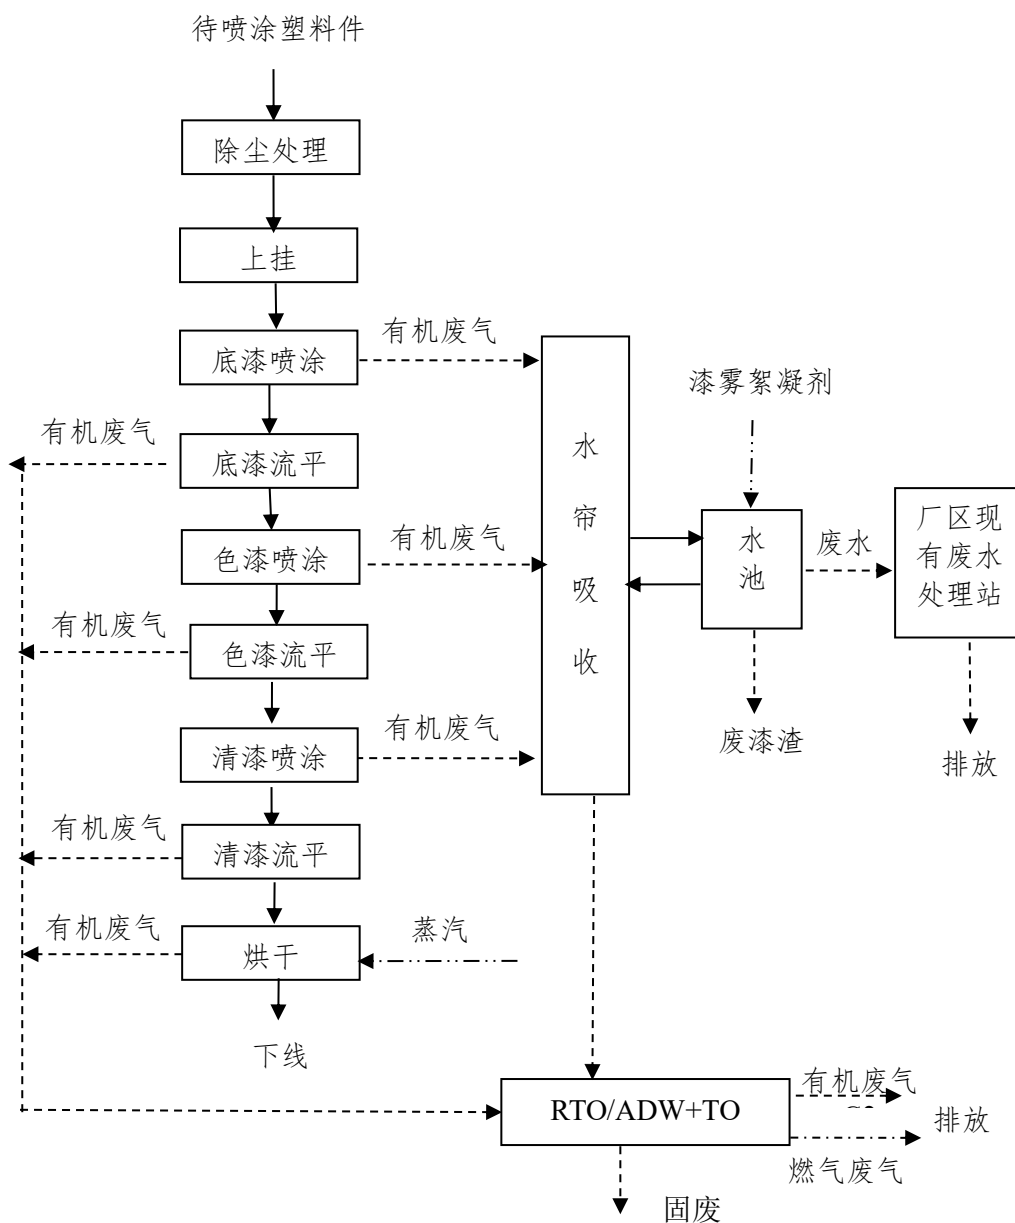 待喷涂塑料件
除尘处理
上挂
底漆喷涂
有机废气
漆雾絮凝剂
有机废气
底漆流平
水帘吸收
色漆喷涂
有机废气
水池
废水
厂区现
有废水
处理站
有机废气
色漆流平
清漆喷涂
有机废气
废漆渣
排放
有机废气
清漆流平
有机废气
烘干
蒸汽
下线
RTO/ADW+TO
有机废气
排放
燃气废气
固废